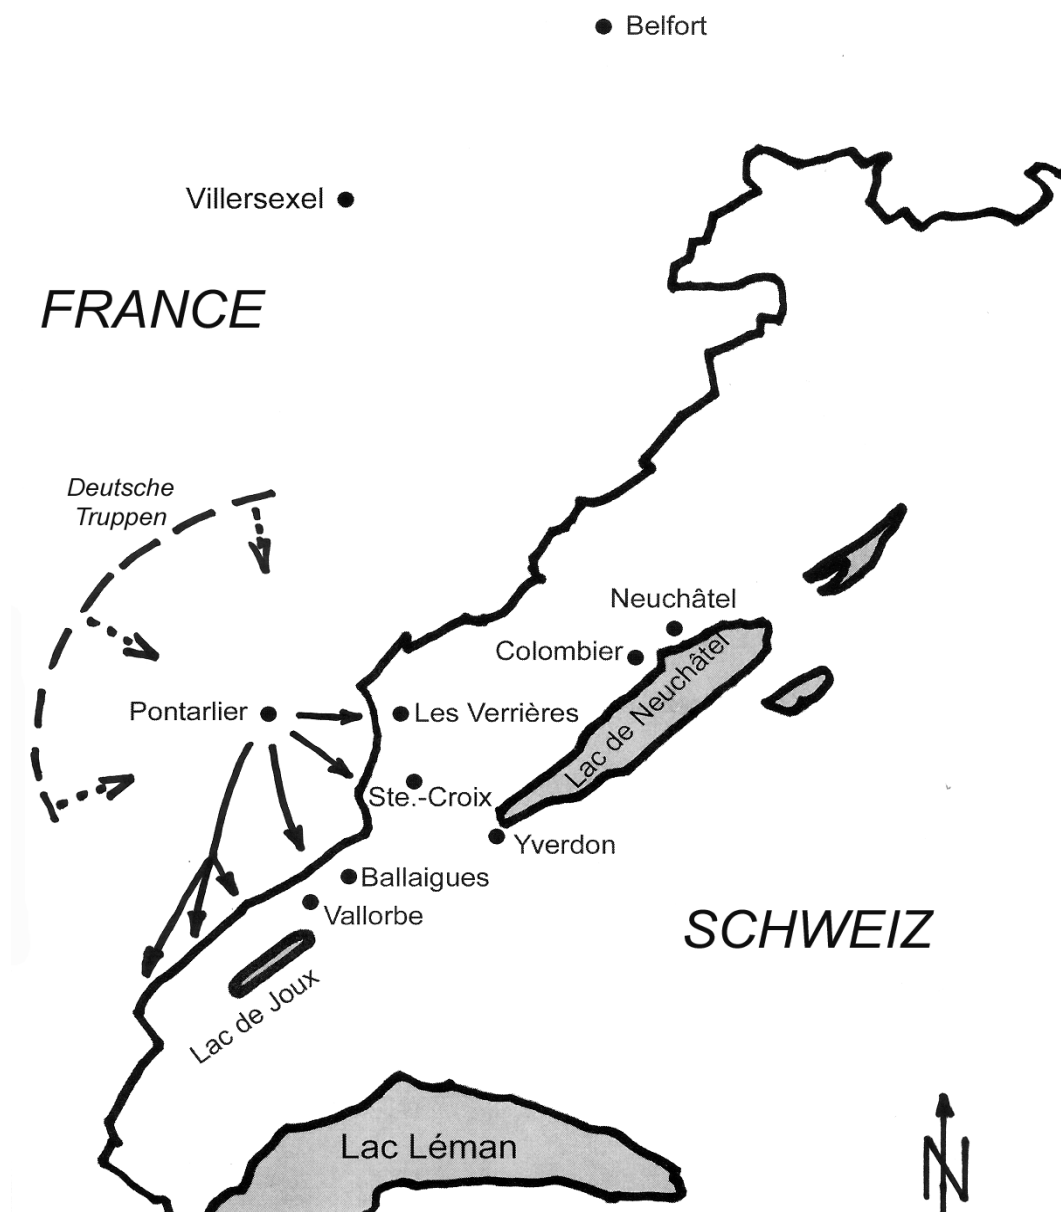 Belfort
Villersexel
FRANCE
Deutsche
Truppen
Neuchâtel
Colombier
Lac de Neuchâtel
Pontarlier
Les Verrières
Ste.-Croix
Yverdon
Ballaigues
Vallorbe
SCHWEIZ
Lac de Joux
Lac Léman
N